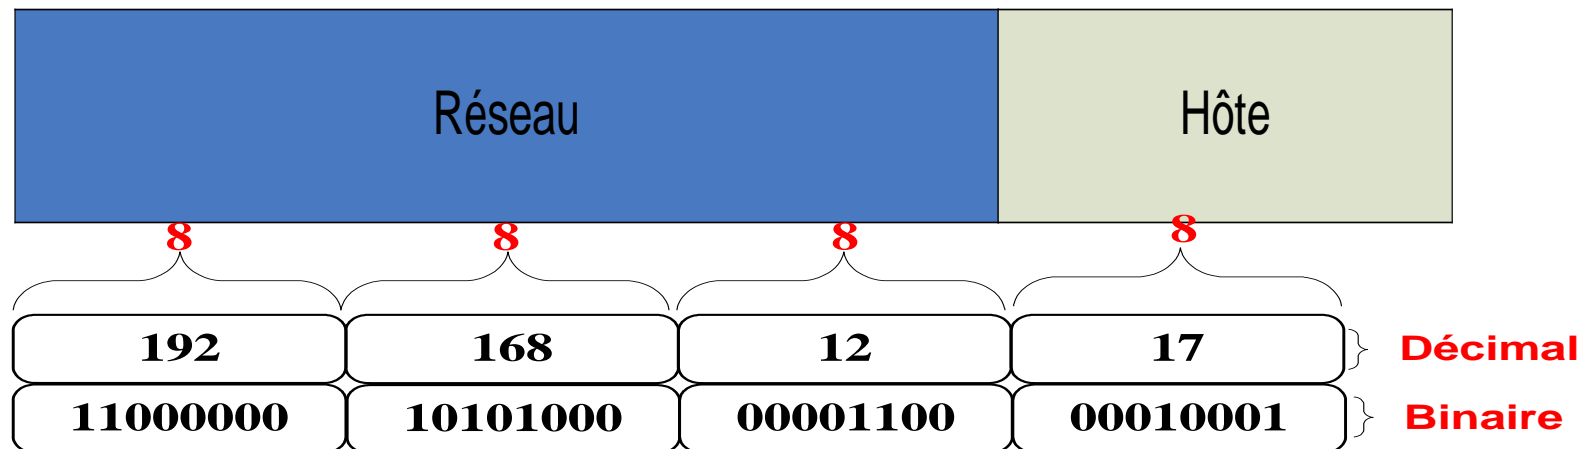 Réseau Hôte
8 8 8 8
192 168 12 17 Décimal
11000000 10101000 00001100 00010001 Binaire